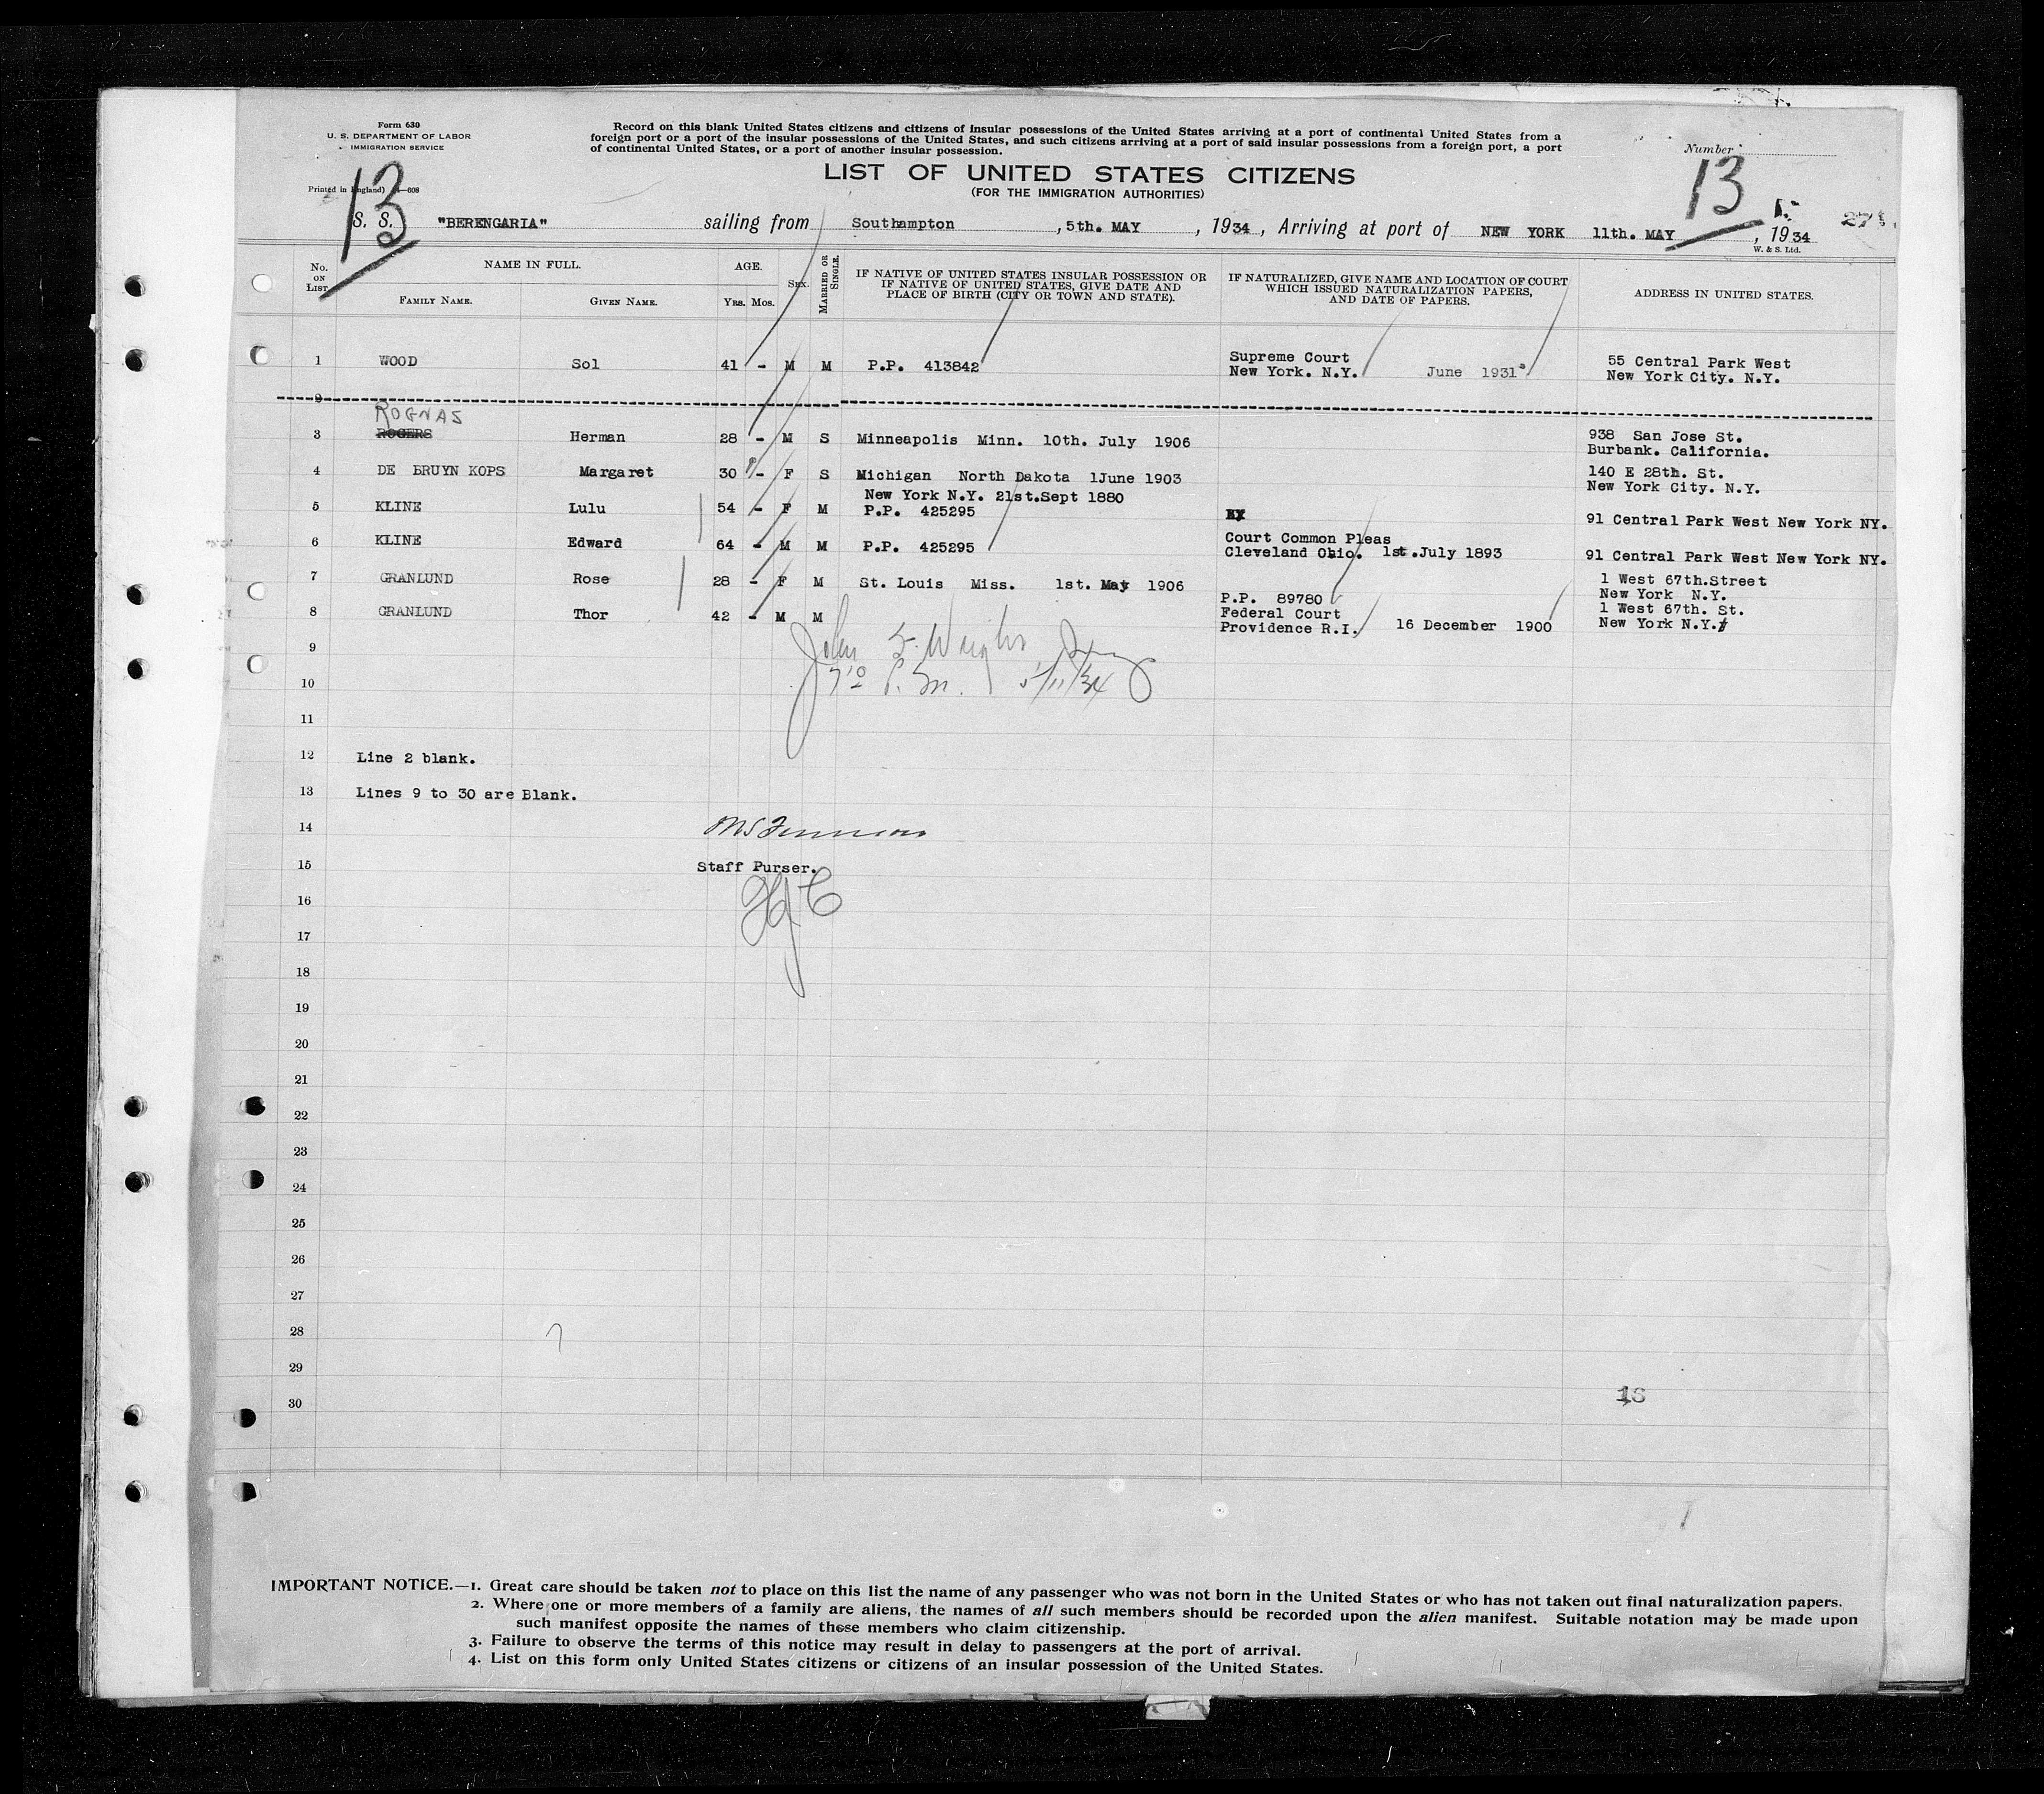 Form 630
U. S. DEPARTMENT OF LABOR
IMMIGRATION SERVICE
Printed in England)
Record on this blank United States citizens and citizens of insular possessions of the United States arriving at a port of continental United States from a
foreign port or a port of the insular possessions of the United States, and such citizens arriving at a port of said insular possessions from a foreign port, a port
of continental United States, or a port of another insular possession.
Number
13
13
LIST OF UNITED STATES CITIZENS
(FOR THE IMMIGRATION AUTHORITIES)
S. S. "BERENGARIA" sailing from Southampton, 5th. MAY, 1934, Arriving at port of NEW YORK 11th. MAY, 1934
W. & S. Ltd.
No. ON LIST
NAME IN FULL.
FAMILY NAME. GIVEN NAME.
AGE.
YRS. MOS.
SEX.
MARRIED OR SINGLE.
IF NATIVE OF UNITED STATES INSULAR POSSESSION OR
IF NATIVE OF UNITED STATES, GIVE DATE AND
PLACE OF BIRTH (CITY OR TOWN AND STATE).
IF NATURALIZED, GIVE NAME AND LOCATION OF COURT
WHICH ISSUED NATURALIZATION PAPERS,
AND DATE OF PAPERS.
ADDRESS IN UNITED STATES.
1 WOOD Sol 41 - M M P.P. 413842 Supreme Court
New York. N.Y. June 1931
55 Central Park West
New York City. N.Y.
2
ROGNAS
3 ROGERS Herman 28 - M S Minneapolis Minn. 10th. July 1906 938 San Jose St.
Burbank. California.
4 DE BRUYN KOPS Margaret 30 - F S Michigan North Dakota 1June 1903 140 E 28th. St.
New York City. N.Y.
5 KLINE Lulu 54 - F M New York N.Y. 21st.Sept 1880
P.P. 425295 91 Central Park West New York NY.
6 KLINE Edward 64 - M M P.P. 425295 Court Common Pleas
Cleveland Ohio. 1st.July 1893 91 Central Park West New York NY.
7 GRANLUND Rose 28 - F M St. Louis Miss. 1st. May 1906 1 West 67th.Street
New York N.Y.
8 GRANLUND Thor 42 - M M P.P. 89780
Federal Court
Providence R.I. 16 December 1900
1 West 67th. St.
New York N.Y.
9
John F. Wright
10
P.M. 5/11/34
11
12 Line 2 blank.
13 Lines 9 to 30 are Blank.
14
15 Staff Purser.
16
17
18
19
20
21
22
23
24
25
26
27
28
29
30
IMPORTANT NOTICE.—1. Great care should be taken not to place on this list the name of any passenger who was not born in the United States or who has not taken out final naturalization papers.
2. Where one or more members of a family are aliens, the names of all such members should be recorded upon the alien manifest. Suitable notation may be made upon
such manifest opposite the names of those members who claim citizenship.
3. Failure to observe the terms of this notice may result in delay to passengers at the port of arrival.
4. List on this form only United States citizens or citizens of an insular possession of the United States.